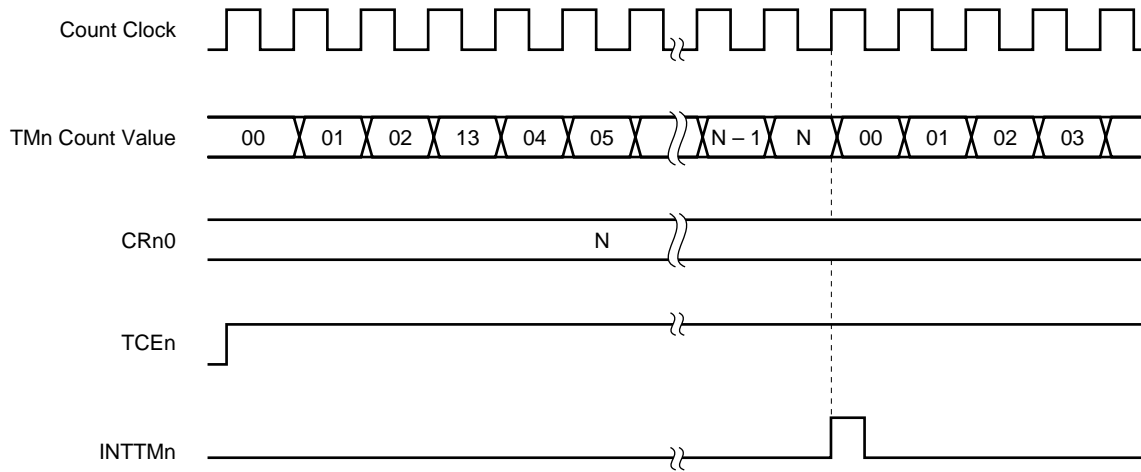 Count Clock
TMn Count Value 00 01 02 13 04 05 N – 1 N 00 01 02 03
CRn0 N
TCEn
INTTMn